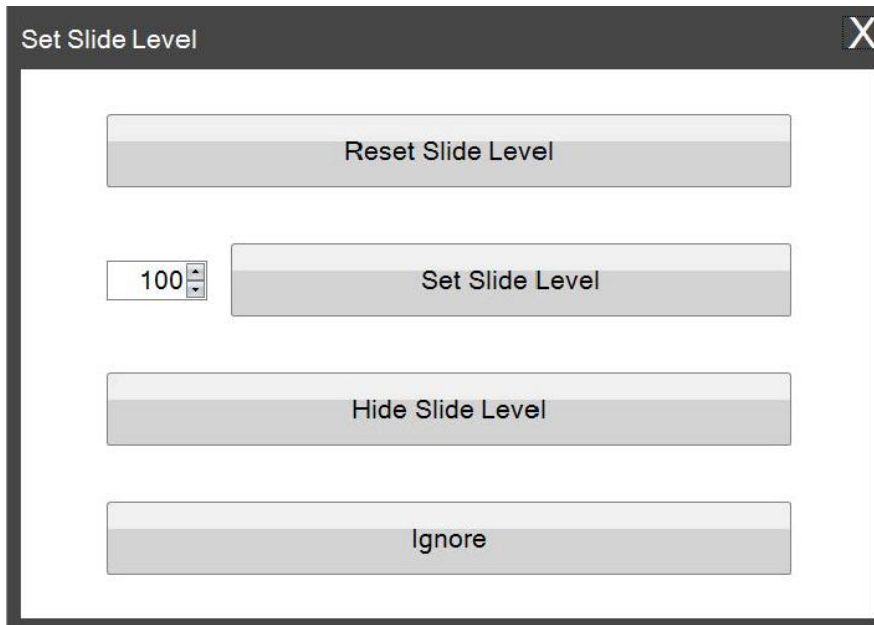 Set Slide Level X
Reset Slide Level
100 Set Slide Level
Hide Slide Level
Ignore